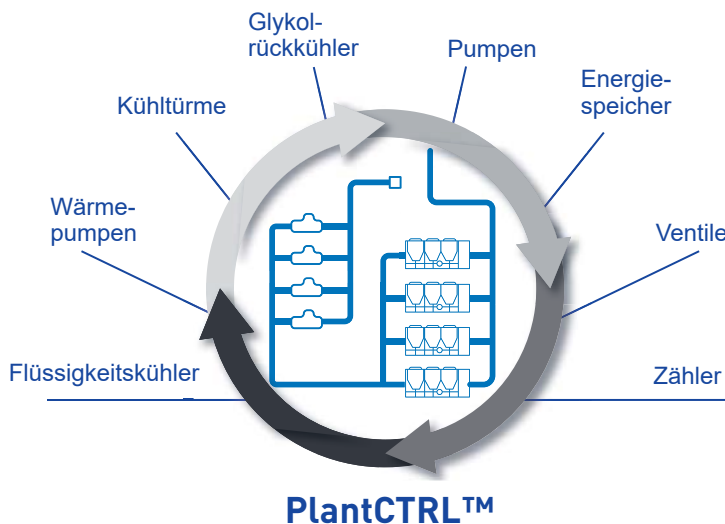 Glykol-
rückkühler
Pumpen
Kühltürme
Energie-
speicher
Wärme-
pumpen
Ventile
Flüssigkeitskühler
Zähler
PlantCTRL™